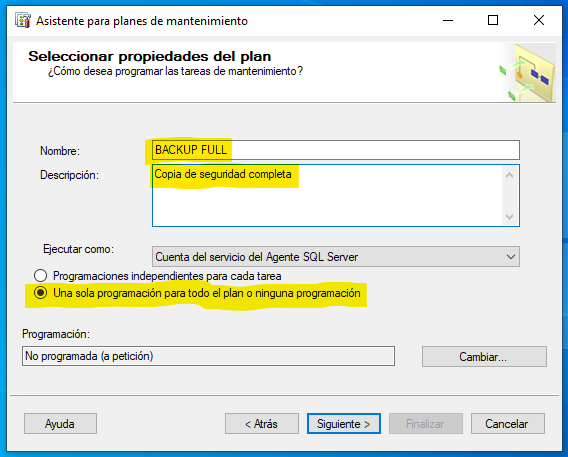 Asistente para planes de mantenimiento
Seleccionar propiedades del plan
¿Cómo desea programar las tareas de mantenimiento?
Nombre:
BACKUP FULL
Descripción:
Copia de seguridad completa
Ejecutar como:
Cuenta del servicio del Agente SQL Server
Programaciones independientes para cada tarea
Una sola programación para todo el plan o ninguna programación
Programación:
No programada (a petición)
Cambiar...
Ayuda
< Atrás
Siguiente >
Finalizar
Cancelar